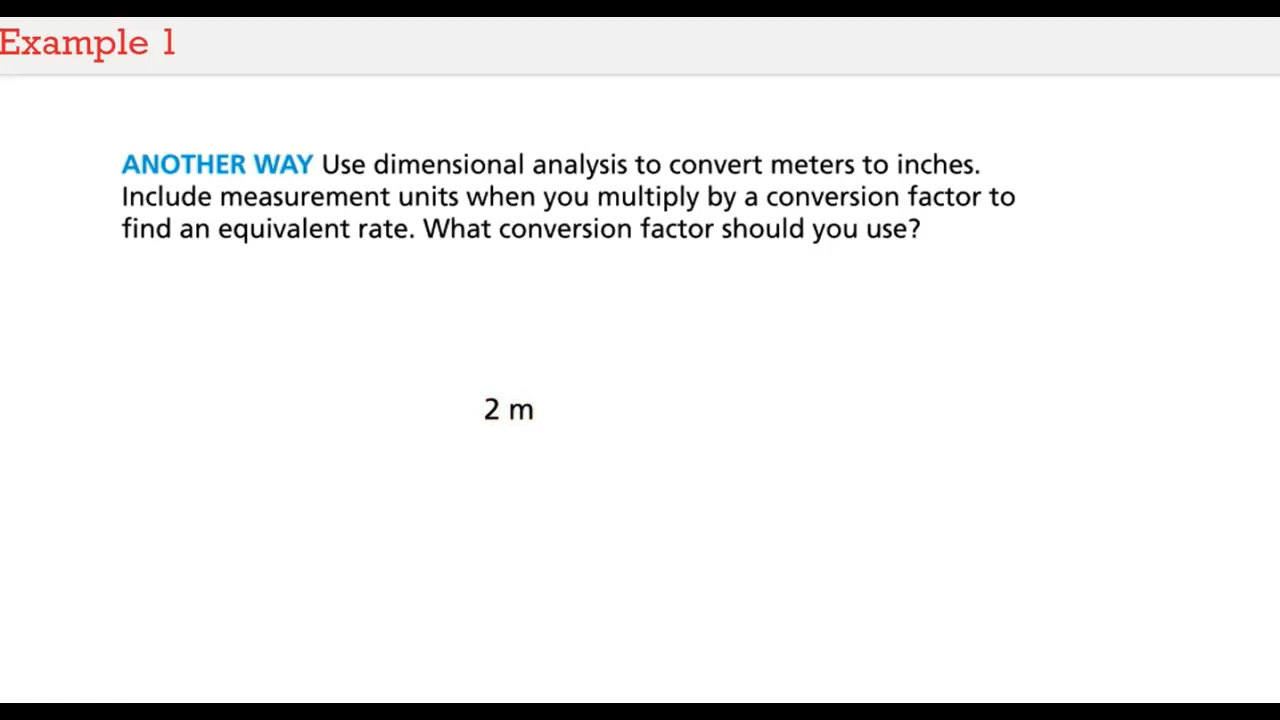 Example 1
ANOTHER WAY Use dimensional analysis to convert meters to inches.
Include measurement units when you multiply by a conversion factor to
find an equivalent rate. What conversion factor should you use?
2 m